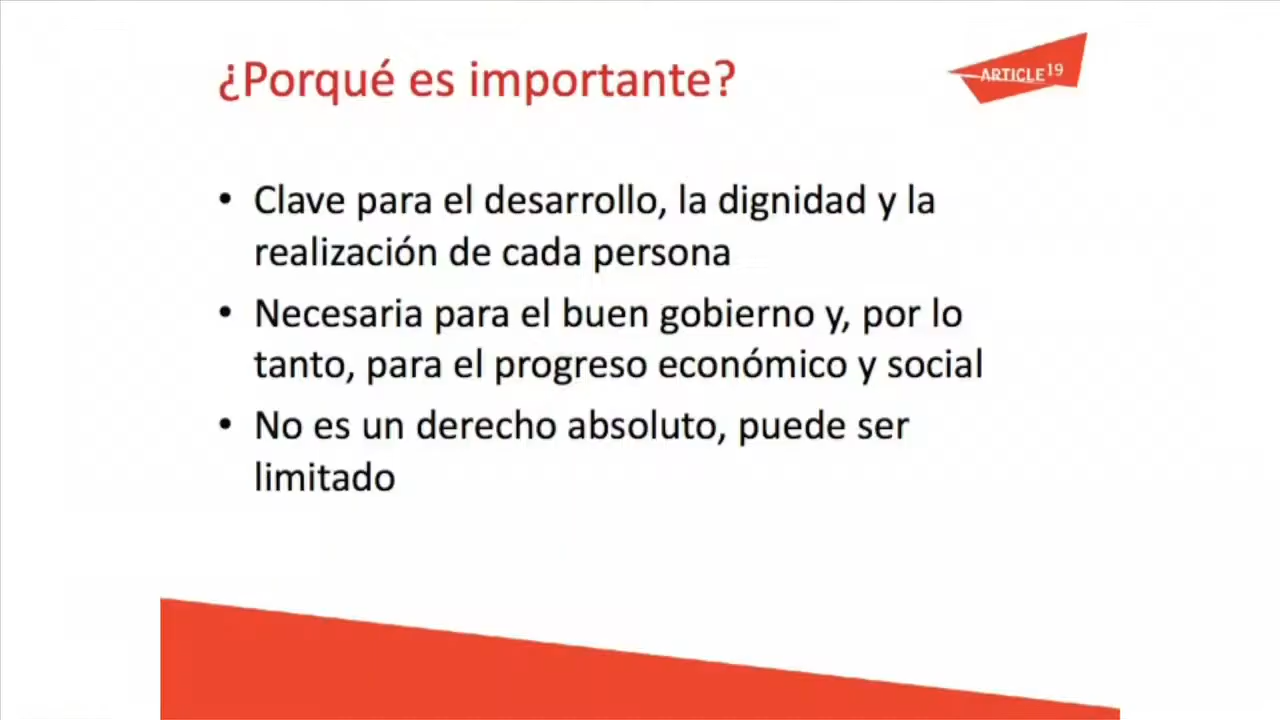 ¿Porqué es importante?
ARTICLE 19
• Clave para el desarrollo, la dignidad y la
realización de cada persona
• Necesaria para el buen gobierno y, por lo
tanto, para el progreso económico y social
• No es un derecho absoluto, puede ser
limitado